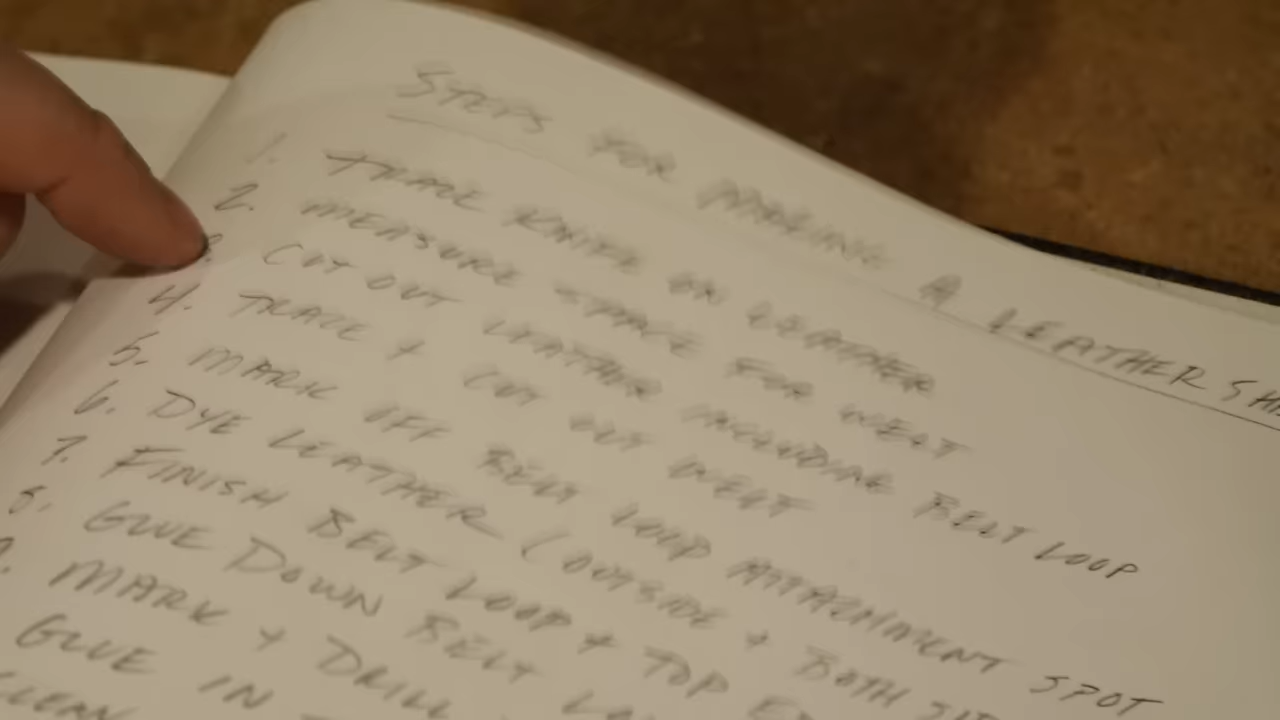 STEPS FOR MAKING A LEATHER SH
1. TRACE KNIFE ON LEATHER
2. MEASURE SPACE FOR WELT
CUT OUT LEATHER INCLUDING BELT LOOP
4. TRACE + CUT OUT WELT
5. MARK OFF BELT LOOP ATTACHMENT SPOT
6. DYE LEATHER (OUTSIDE + BOTH
7. FINISH BELT LOOP + TOP
8. GLUE DOWN BELT
MARK + DRILL
GLUE IN
CLEAN